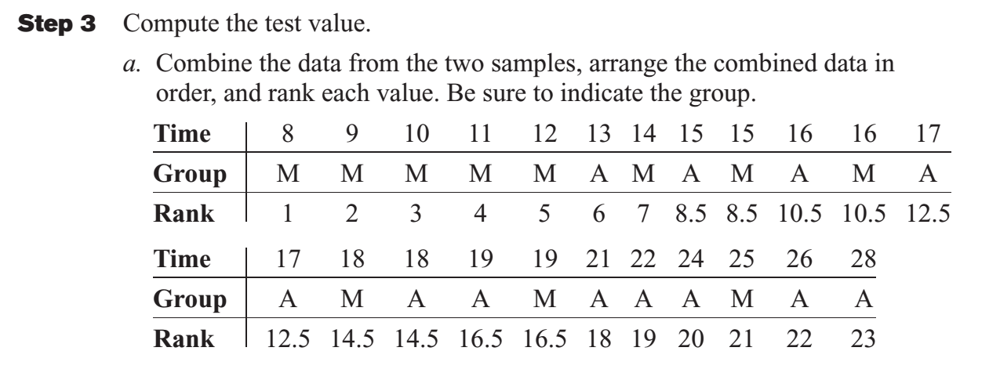 Step 3 Compute the test value.
a. Combine the data from the two samples, arrange the combined data in
order, and rank each value. Be sure to indicate the group.
Time 8 9 10 11 12 13 14 15 15 16 16 17
Group M M M M M A M A M A M A
Rank 1 2 3 4 5 6 7 8.5 8.5 10.5 10.5 12.5
Time 17 18 18 19 19 21 22 24 25 26 28
Group A M A A M A A A M A A
Rank 12.5 14.5 14.5 16.5 16.5 18 19 20 21 22 23